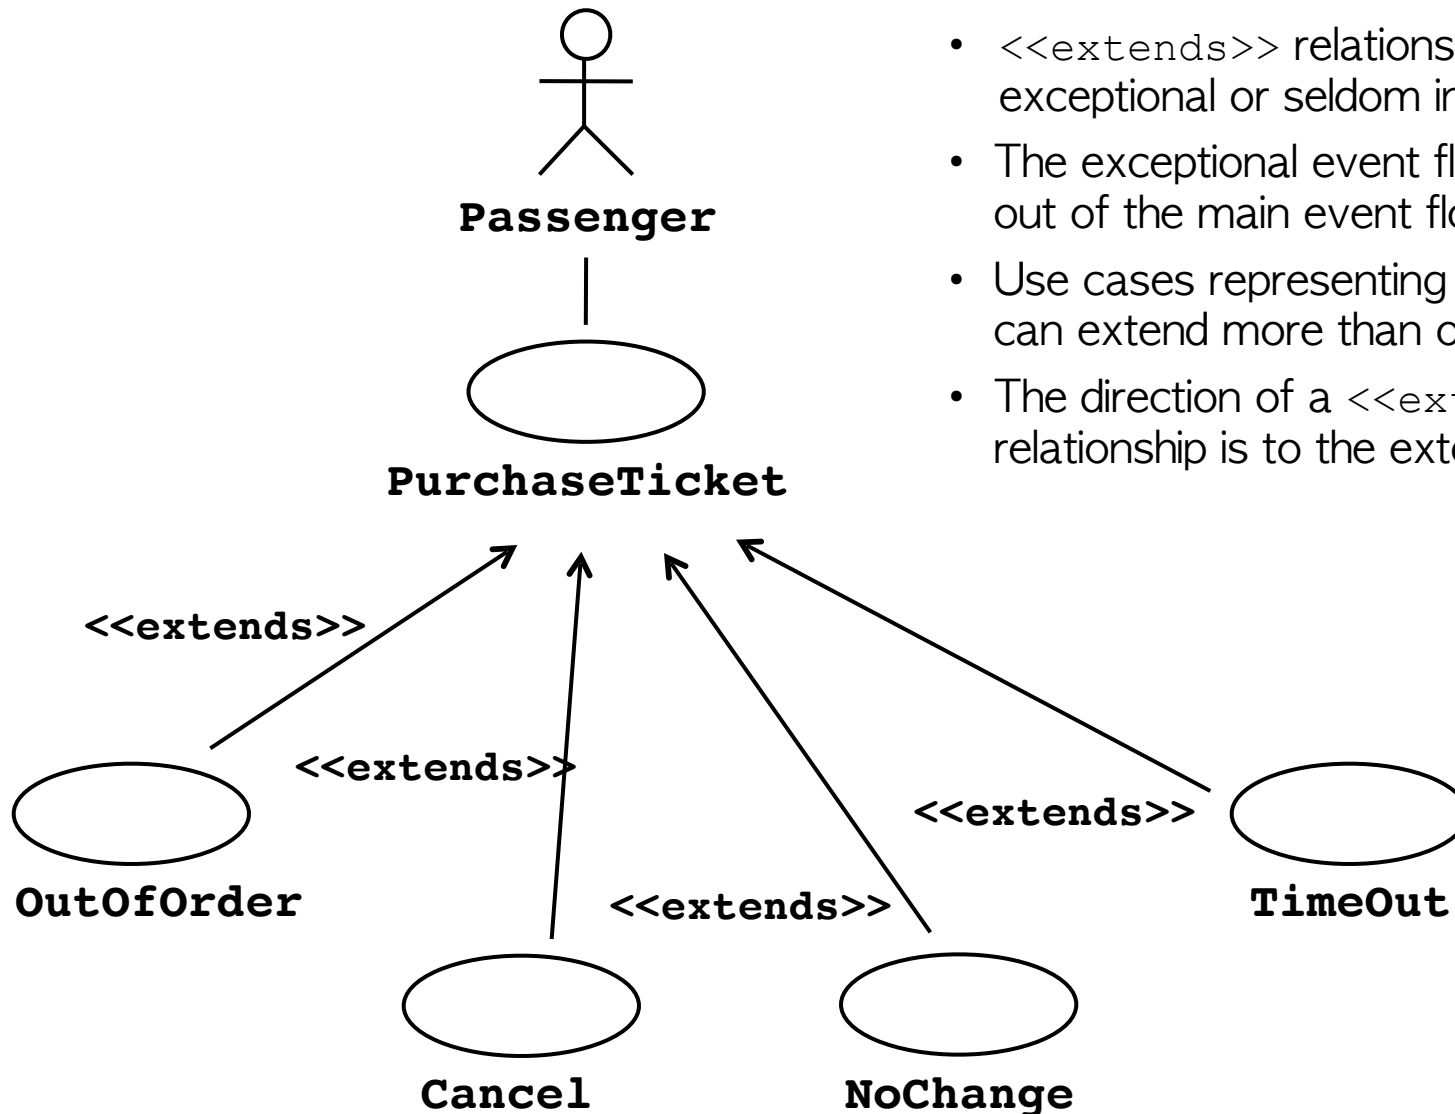 • <<extends>> relations
exceptional or seldom in
• The exceptional event fl
out of the main event flo
• Use cases representing
can extend more than o
• The direction of a <<ext
relationship is to the exte
Passenger
PurchaseTicket
<<extends>>
<<extends>>
<<extends>>
<<extends>>
OutOfOrder
TimeOut
Cancel
NoChange